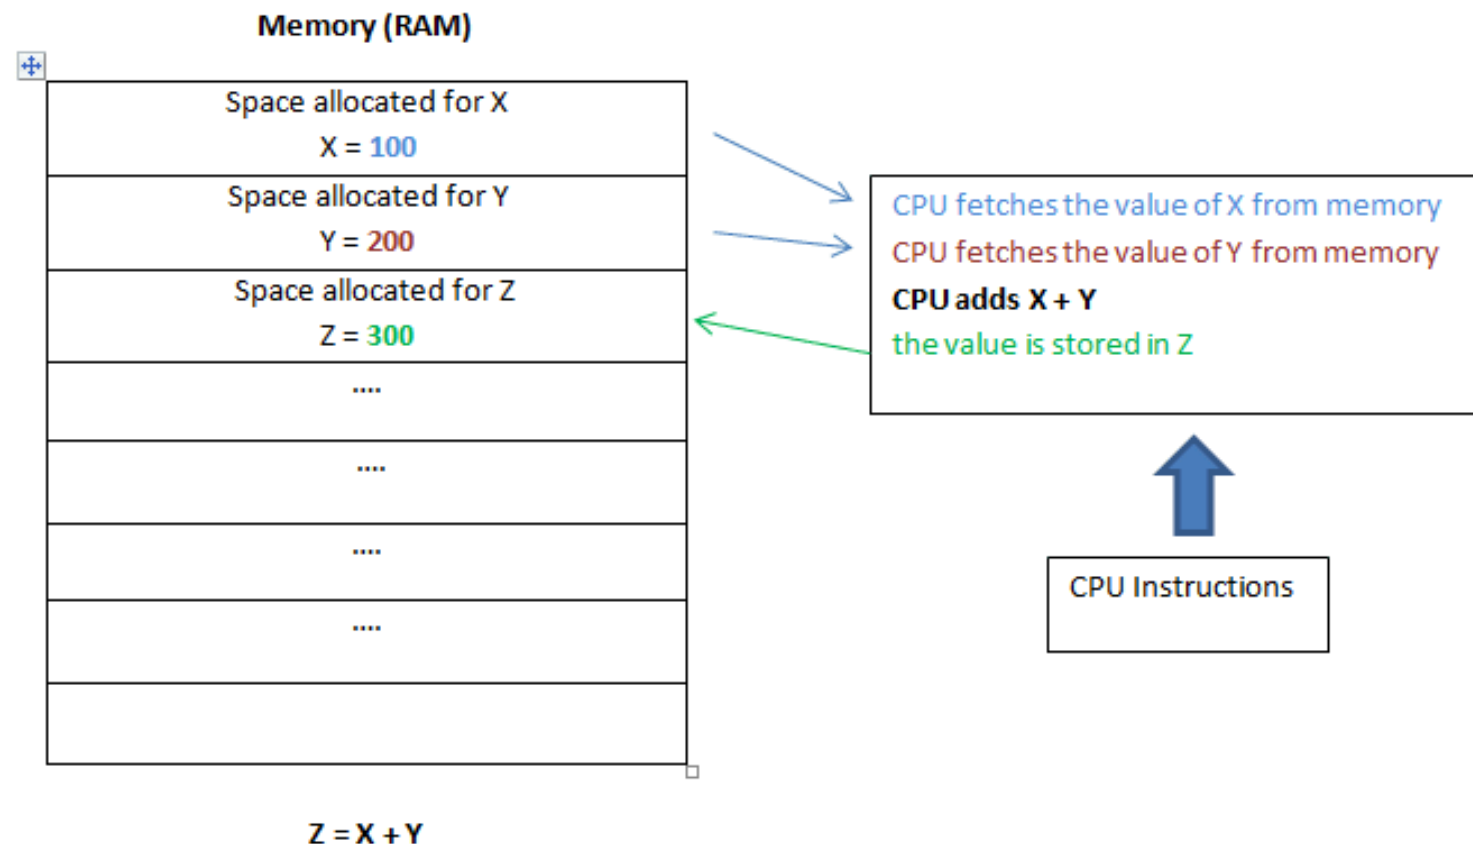 Memory (RAM)
Space allocated for X
X = 100
Space allocated for Y
Y = 200
Space allocated for Z
Z = 300
....
....
....
....
Z = X + Y
CPU fetches the value of X from memory
CPU fetches the value of Y from memory
CPU adds X + Y
the value is stored in Z
CPU Instructions